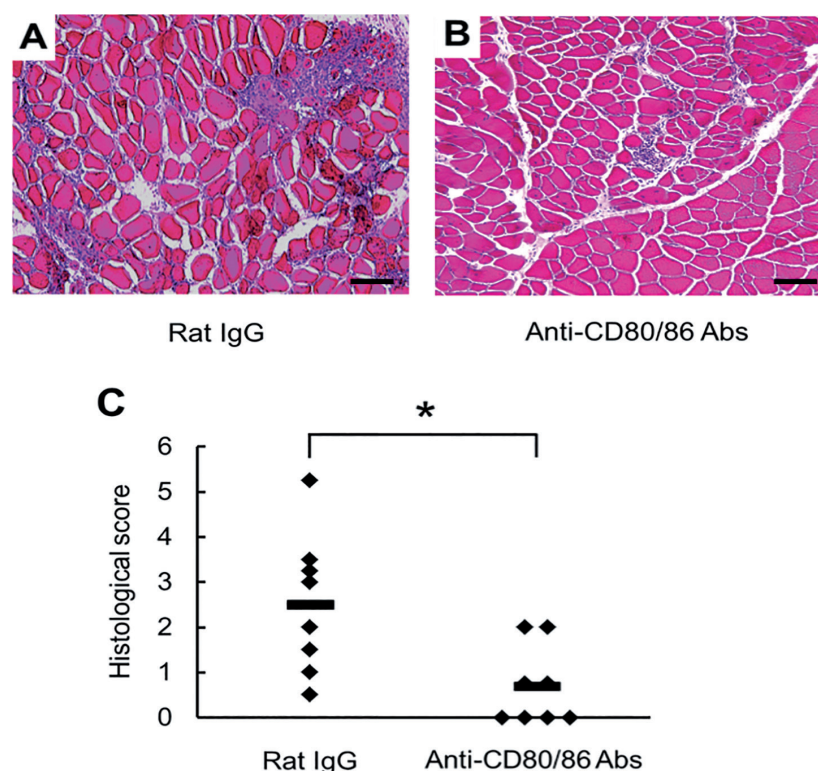 A
B
Rat IgG
Anti-CD80/86 Abs
C
*
Histological score
6
5
4
3
2
1
0
Rat IgG
Anti-CD80/86 Abs